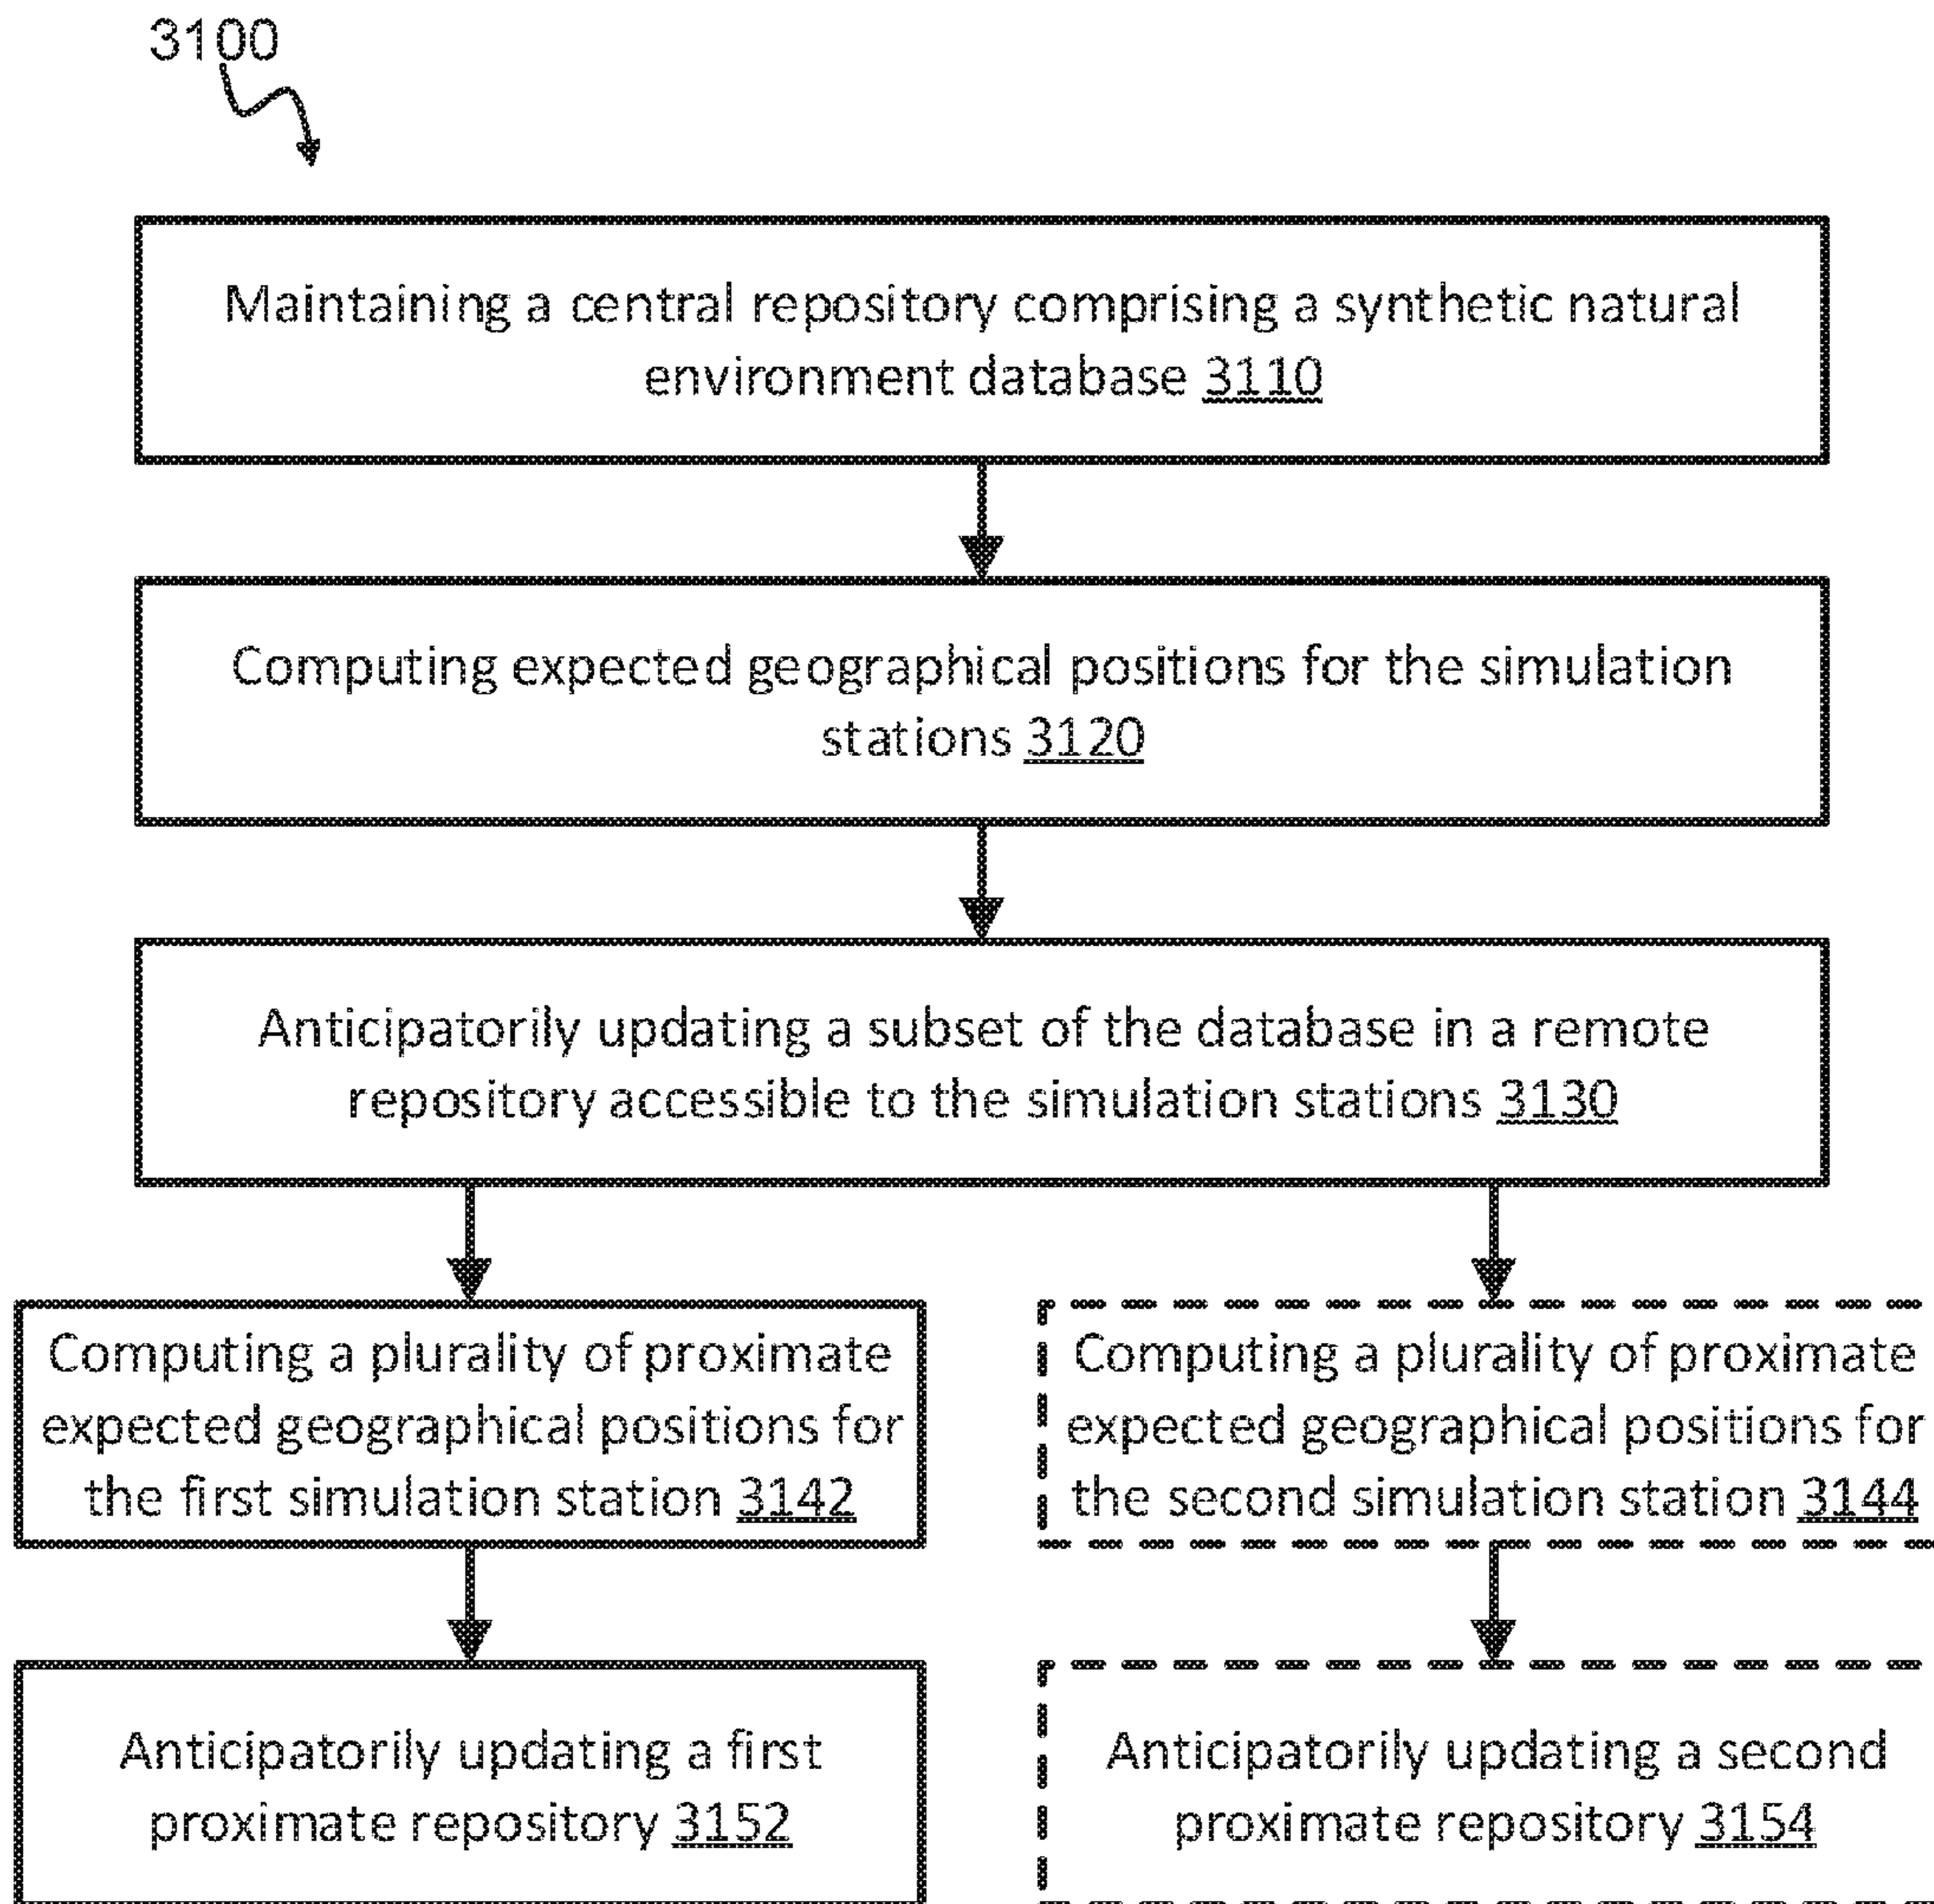 3100
Maintaining a central repository comprising a synthetic natural
environment database 3110
Computing expected geographical positions for the simulation
stations 3120
Anticipatorily updating a subset of the database in a remote
repository accessible to the simulation stations 3130
Computing a plurality of proximate
expected geographical positions for
the first simulation station 3142
Computing a plurality of proximate
expected geographical positions for
the second simulation station 3144
Anticipatorily updating a first
proximate repository 3152
Anticipatorily updating a second
proximate repository 3154